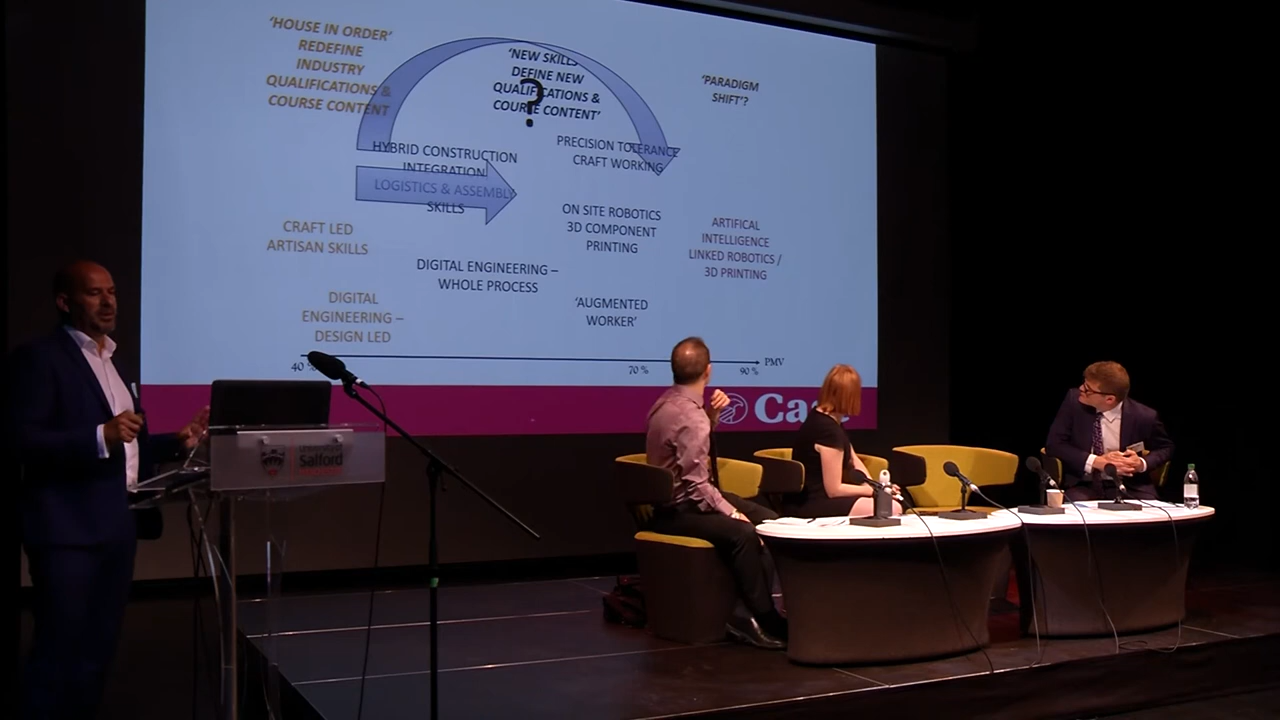 ‘HOUSE IN ORDER’
REDEFINE
INDUSTRY
QUALIFICATIONS &
COURSE CONTENT
‘NEW SKILLS
DEFINE NEW
QUALIFICATIONS &
COURSE CONTENT’
?
‘PARADIGM
SHIFT’?
HYBRID CONSTRUCTION
INTEGRATION
LOGISTICS & ASSEMBLY
SKILLS
PRECISION TOLERANCE
CRAFT WORKING
CRAFT LED
ARTISAN SKILLS
ON SITE ROBOTICS
3D COMPONENT
PRINTING
ARTIFICAL
INTELLIGENCE
LINKED ROBOTICS /
3D PRINTING
DIGITAL ENGINEERING –
WHOLE PROCESS
DIGITAL
ENGINEERING –
DESIGN LED
‘AUGMENTED
WORKER’
40 %
70 %
90 %
PMV
University of
Salford